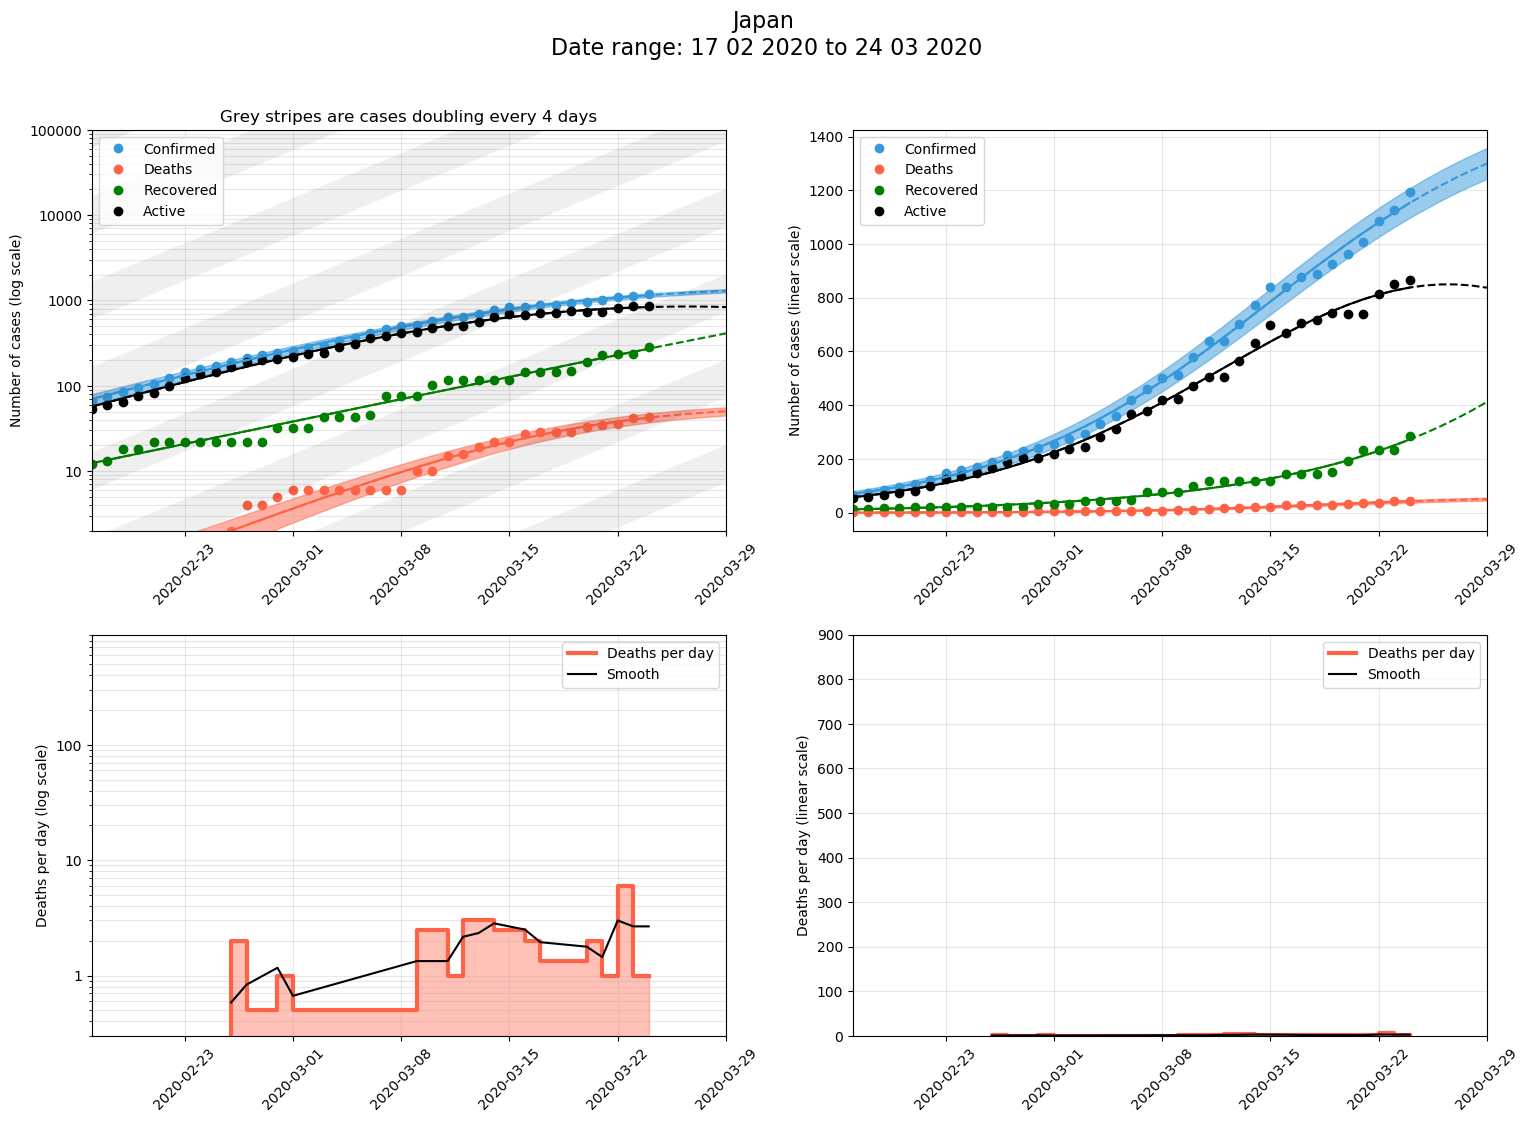 Japan
Date range: 17 02 2020 to 24 03 2020
Grey stripes are cases doubling every 4 days
Number of cases (log scale)
100000
10000
1000
100
10
Confirmed
Deaths
Recovered
Active
2020-02-23
2020-03-01
2020-03-08
2020-03-15
2020-03-22
2020-03-29
Number of cases (linear scale)
1400
1200
1000
800
600
400
200
0
Confirmed
Deaths
Recovered
Active
2020-02-23
2020-03-01
2020-03-08
2020-03-15
2020-03-22
2020-03-29
Deaths per day (log scale)
100
10
1
Deaths per day
Smooth
2020-02-23
2020-03-01
2020-03-08
2020-03-15
2020-03-22
2020-03-29
Deaths per day (linear scale)
900
800
700
600
500
400
300
200
100
0
Deaths per day
Smooth
2020-02-23
2020-03-01
2020-03-08
2020-03-15
2020-03-22
2020-03-29